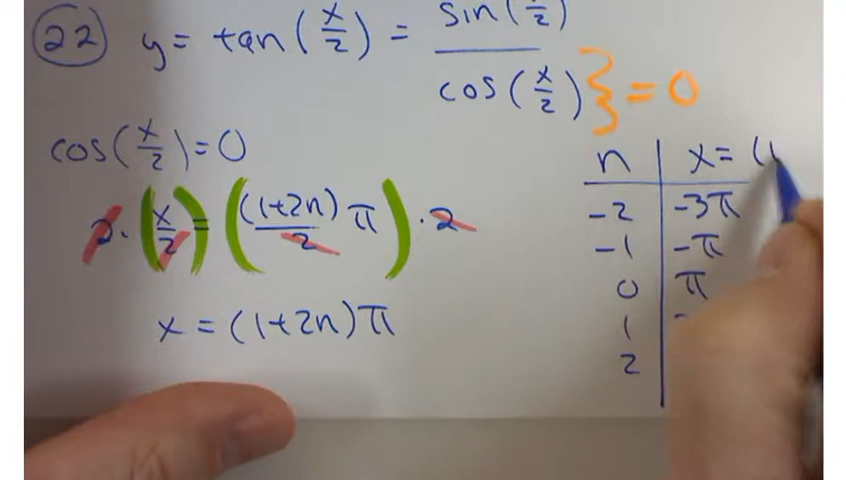 22 y = tan(x/2) = sin(x/2)
cos(x/2) } = 0
cos(x/2) = 0
2 · (x/2) = ((1+2n)/2 π) · 2
x = (1+2n)π
n x = (1
-2 -3π
-1 -π
0 π
1
2